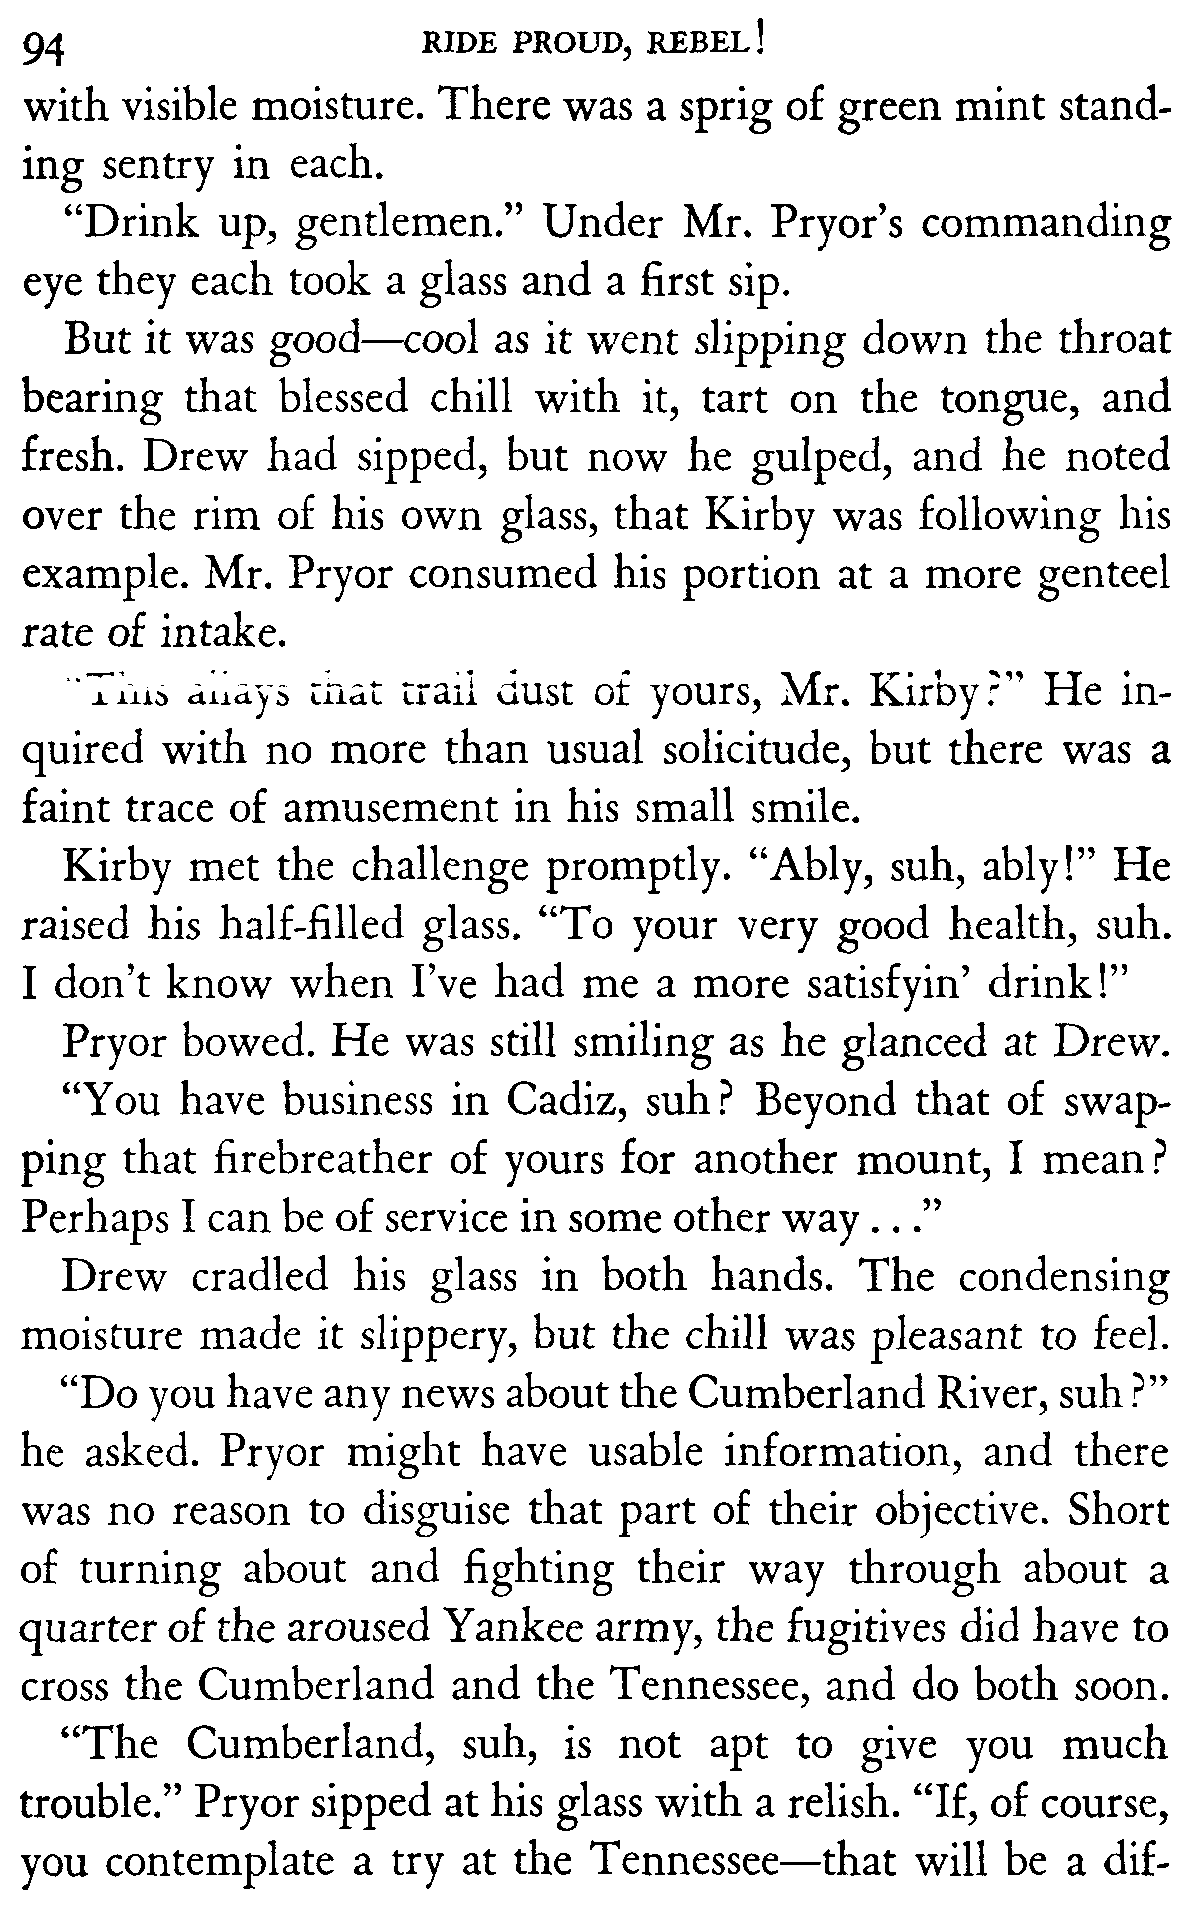 94 RIDE PROUD, REBEL!
with visible moisture. There was a sprig of green mint stand-
ing sentry in each.
“Drink up, gentlemen.” Under Mr. Pryor’s commanding
eye they each took a glass and a first sip.
But it was good—cool as it went slipping down the throat
bearing that blessed chill with it, tart on the tongue, and
fresh. Drew had sipped, but now he gulped, and he noted
over the rim of his own glass, that Kirby was following his
example. Mr. Pryor consumed his portion at a more genteel
rate of intake.
“This allays that trail dust of yours, Mr. Kirby?” He in-
quired with no more than usual solicitude, but there was a
faint trace of amusement in his small smile.
Kirby met the challenge promptly. “Ably, suh, ably!” He
raised his half-filled glass. “To your very good health, suh.
I don’t know when I’ve had me a more satisfyin’ drink!”
Pryor bowed. He was still smiling as he glanced at Drew.
“You have business in Cadiz, suh? Beyond that of swap-
ping that firebreather of yours for another mount, I mean?
Perhaps I can be of service in some other way . . .”
Drew cradled his glass in both hands. The condensing
moisture made it slippery, but the chill was pleasant to feel.
“Do you have any news about the Cumberland River, suh?”
he asked. Pryor might have usable information, and there
was no reason to disguise that part of their objective. Short
of turning about and fighting their way through about a
quarter of the aroused Yankee army, the fugitives did have to
cross the Cumberland and the Tennessee, and do both soon.
“The Cumberland, suh, is not apt to give you much
trouble.” Pryor sipped at his glass with a relish. “If, of course,
you contemplate a try at the Tennessee—that will be a dif-